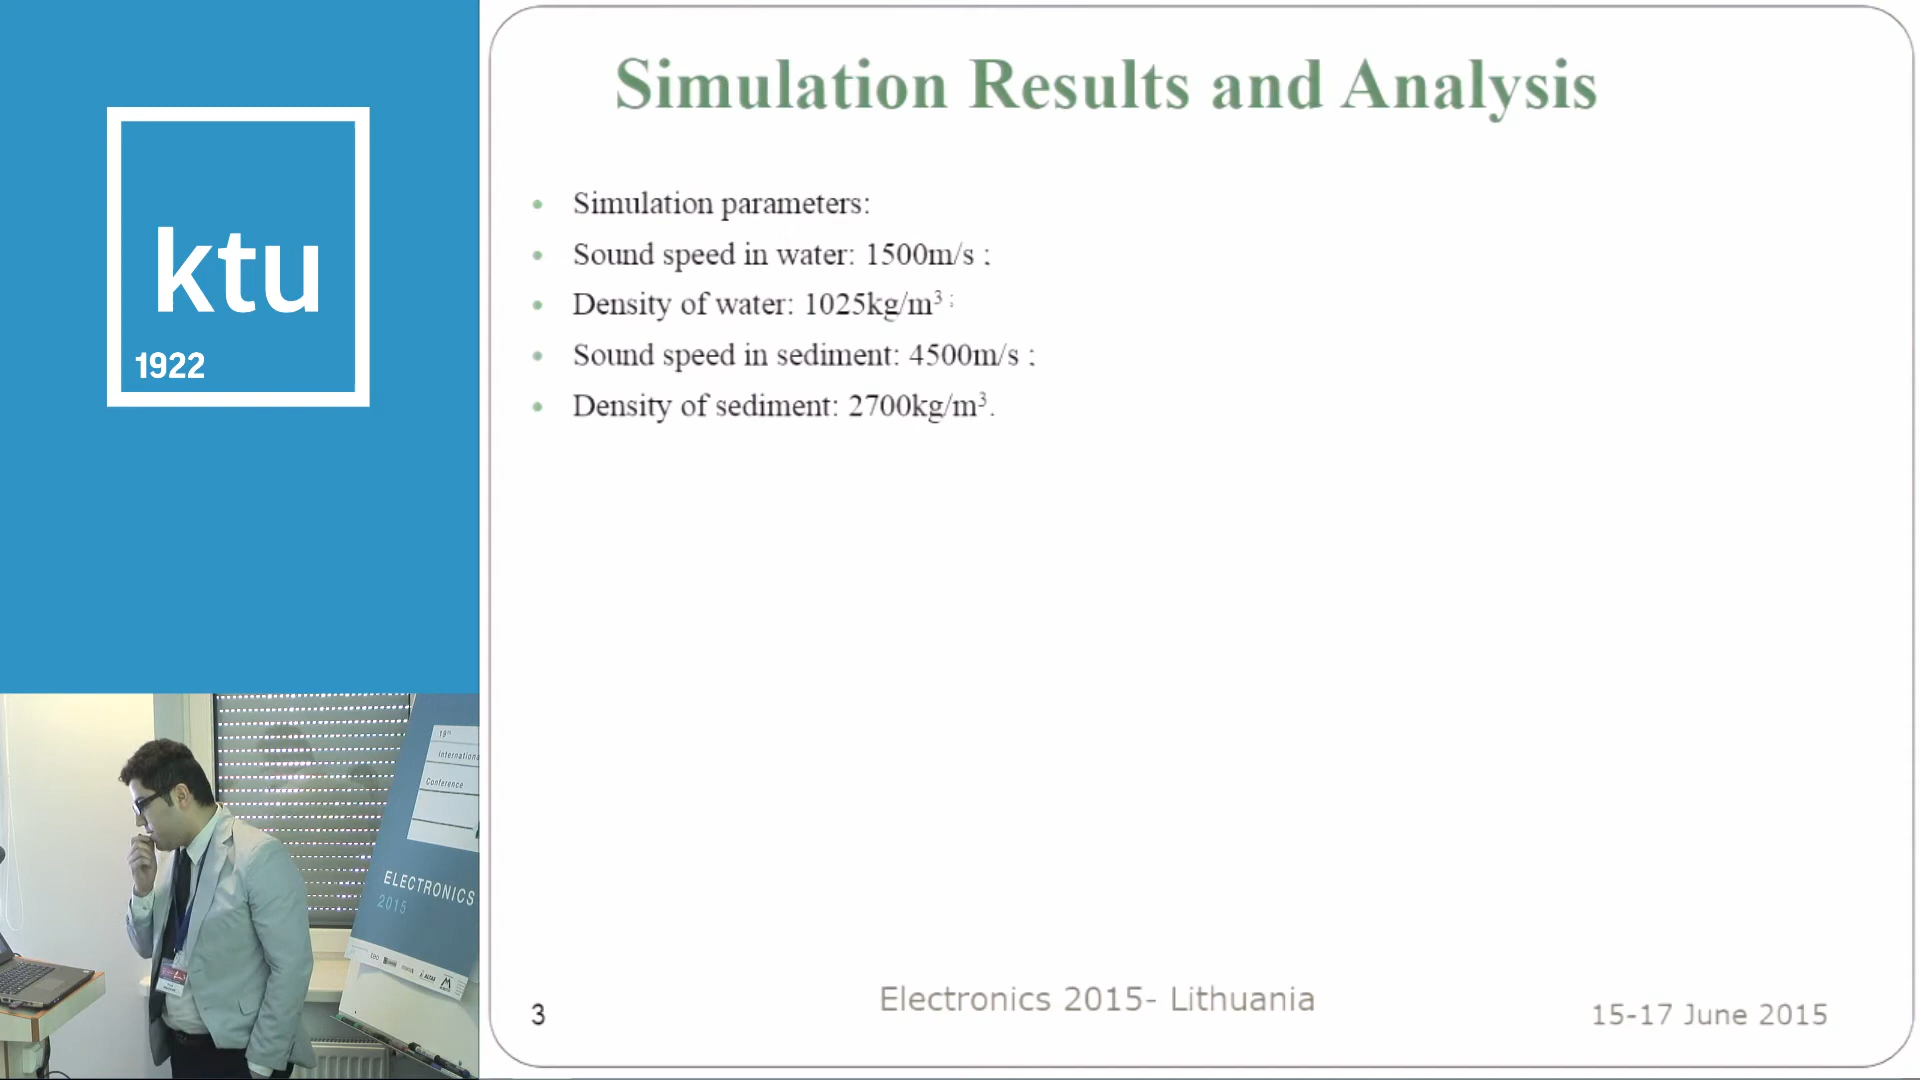 ktu
1922
Simulation Results and Analysis
• Simulation parameters:
• Sound speed in water: 1500m/s ;
• Density of water: 1025kg/m³ ;
• Sound speed in sediment: 4500m/s ;
• Density of sediment: 2700kg/m³.
3
Electronics 2015- Lithuania
15-17 June 2015
19th
International
Conference
ELECTRONICS
2015